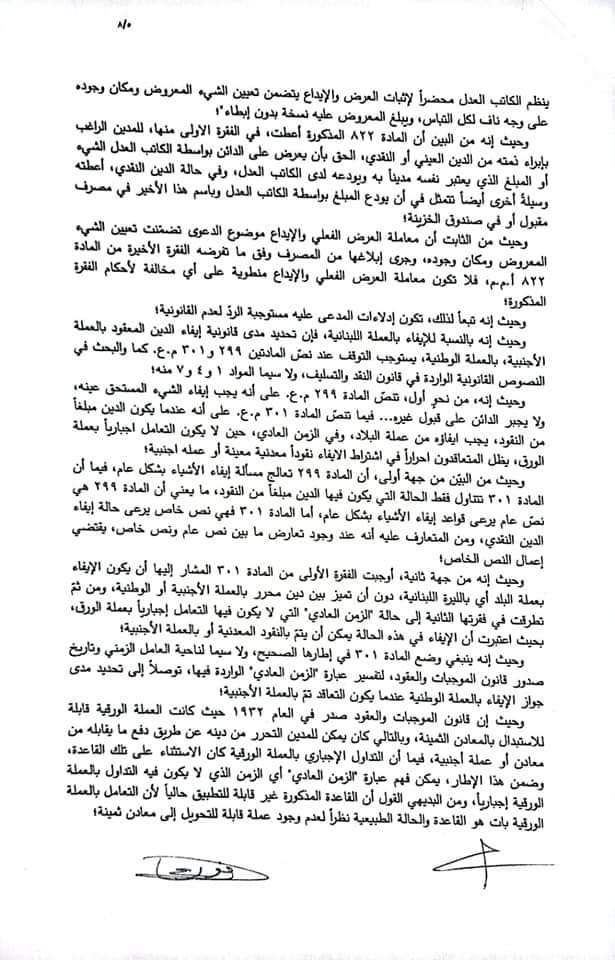 ٨/٥
ينظم الكاتب العدل محضراً لإثبات العرض والإيداع يتضمن تعيين الشيء المعروض ومكان وجوده
على وجه ناف لكل التباس، ويبلغ المعروض عليه نسخة بدون إبطاء"؛
وحيث إنه من البين أن المادة ٨٢٢ المذكورة أعطت، في الفقرة الاولى منها، للمدين الراغب
بإبراء ذمته من الدين العيني أو النقدي، الحق بأن يعرض على الدائن بواسطة الكاتب العدل الشيء
أو المبلغ الذي يعتبر نفسه مديناً به ويودعه لدى الكاتب العدل، وفي حالة الدين النقدي، أعطته
وسيلةً أخرى أيضاً تتمثل في أن يودع المبلغ بواسطة الكاتب العدل وباسم هذا الأخير في مصرف
مقبول أو في صندوق الخزينة؛
وحيث من الثابت أن معاملة العرض الفعلي والإيداع موضوع الدعوى تضمّنت تعيين الشيء
المعروض ومكان وجوده، وجرى إبلاغها من المصرف وفق ما تفرضه الفقرة الأخيرة من المادة
٨٢٢ أ.م.م، فلا تكون معاملة العرض الفعلي والإيداع منطوية على أي مخالفة لأحكام الفقرة
المذكورة؛
وحيث إنه تبعاً لذلك، تكون إدلاءات المدعى عليه مستوجبة الردّ لعدم القانونية؛
وحيث إنه بالنسبة للإيفاء بالعملة اللبنانية، فإن تحديد مدى قانونية إيفاء الدين المعقود بالعملة
الأجنبية، بالعملة الوطنية، يستوجب التوقف عند نصّ المادتين ٢٩٩ و٣٠١ م.ع. كما والبحث في
النصوص القانونية الواردة في قانون النقد والتسليف، ولا سيما المواد ١ و٤ و٧ منه؛
وحيث إنه، من نحوٍ أول، تنصّ المادة ٢٩٩ م.ع. على أنه يجب إيفاء الشيء المستحق عينه،
ولا يجبر الدائن على قبول غيره... فيما تنصّ المادة ٣٠١ م.ع. على أنه عندما يكون الدين مبلغاً
من النقود، يجب ايفاؤه من عملة البلاد، وفي الزمن العادي، حين لا يكون التعامل اجبارياً بعملة
الورق، يظل المتعاقدون احراراً في اشتراط الايفاء نقوداً معدنية معينة أو عمله اجنبية؛
وحيث من البيّن من جهة أولى، أن المادة ٢٩٩ تعالج مسألة إيفاء الأشياء بشكل عام، فيما أن
المادة ٣٠١ تتناول فقط الحالة التي يكون فيها الدين مبلغاً من النقود، ما يعني أن المادة ٢٩٩ هي
نصّ عام يرعى قواعد إيفاء الأشياء بشكل عام، أما المادة ٣٠١ فهي نص خاص يرعى حالة إيفاء
الدين النقدي، ومن المتعارف عليه أنه عند وجود تعارض ما بين نص عام ونص خاص، يقتضي
إعمال النص الخاص؛
وحيث إنه من جهة ثانية، أوجبت الفقرة الأولى من المادة ٣٠١ المشار إليها أن يكون الإيفاء
بعملة البلد أي بالليرة اللبنانية، دون أن تميز بين دين محرر بالعملة الأجنبية أو الوطنية، ومن ثمّ
تطرقت في فقرتها الثانية إلى حالة "الزمن العادي" التي لا يكون فيها التعامل إجبارياً بعملة الورق،
بحيث اعتبرت أن الإيفاء في هذه الحالة يمكن أن يتمّ بالنقود المعدنية أو بالعملة الأجنبية؛
وحيث إنه ينبغي وضع المادة ٣٠١ في إطارها الصحيح، ولا سيما لناحية العامل الزمني وتاريخ
صدور قانون الموجبات والعقود، لتفسير عبارة "الزمن العادي" الواردة فيها، توصلاً إلى تحديد مدى
جواز الإيفاء بالعملة الوطنية عندما يكون التعاقد تمّ بالعملة الأجنبية؛
وحيث إن قانون الموجبات والعقود صدر في العام ١٩٣٢ حيث كانت العملة الورقية قابلة
للاستبدال بالمعادن الثمينة، وبالتالي كان يمكن للمدين التحرر من دينه عن طريق دفع ما يقابله من
معادن أو عملة أجنبية، فيما أن التداول الإجباري بالعملة الورقية كان الاستثناء على تلك القاعدة،
وضمن هذا الإطار، يمكن فهم عبارة "الزمن العادي" أي الزمن الذي لا يكون فيه التداول بالعملة
الورقية إجبارياً، ومن البديهي القول أن القاعدة المذكورة غير قابلة للتطبيق حالياً لأن التعامل بالعملة
الورقية بات هو القاعدة والحالة الطبيعية نظراً لعدم وجود عملة قابلة للتحويل إلى معادن ثمينة؛